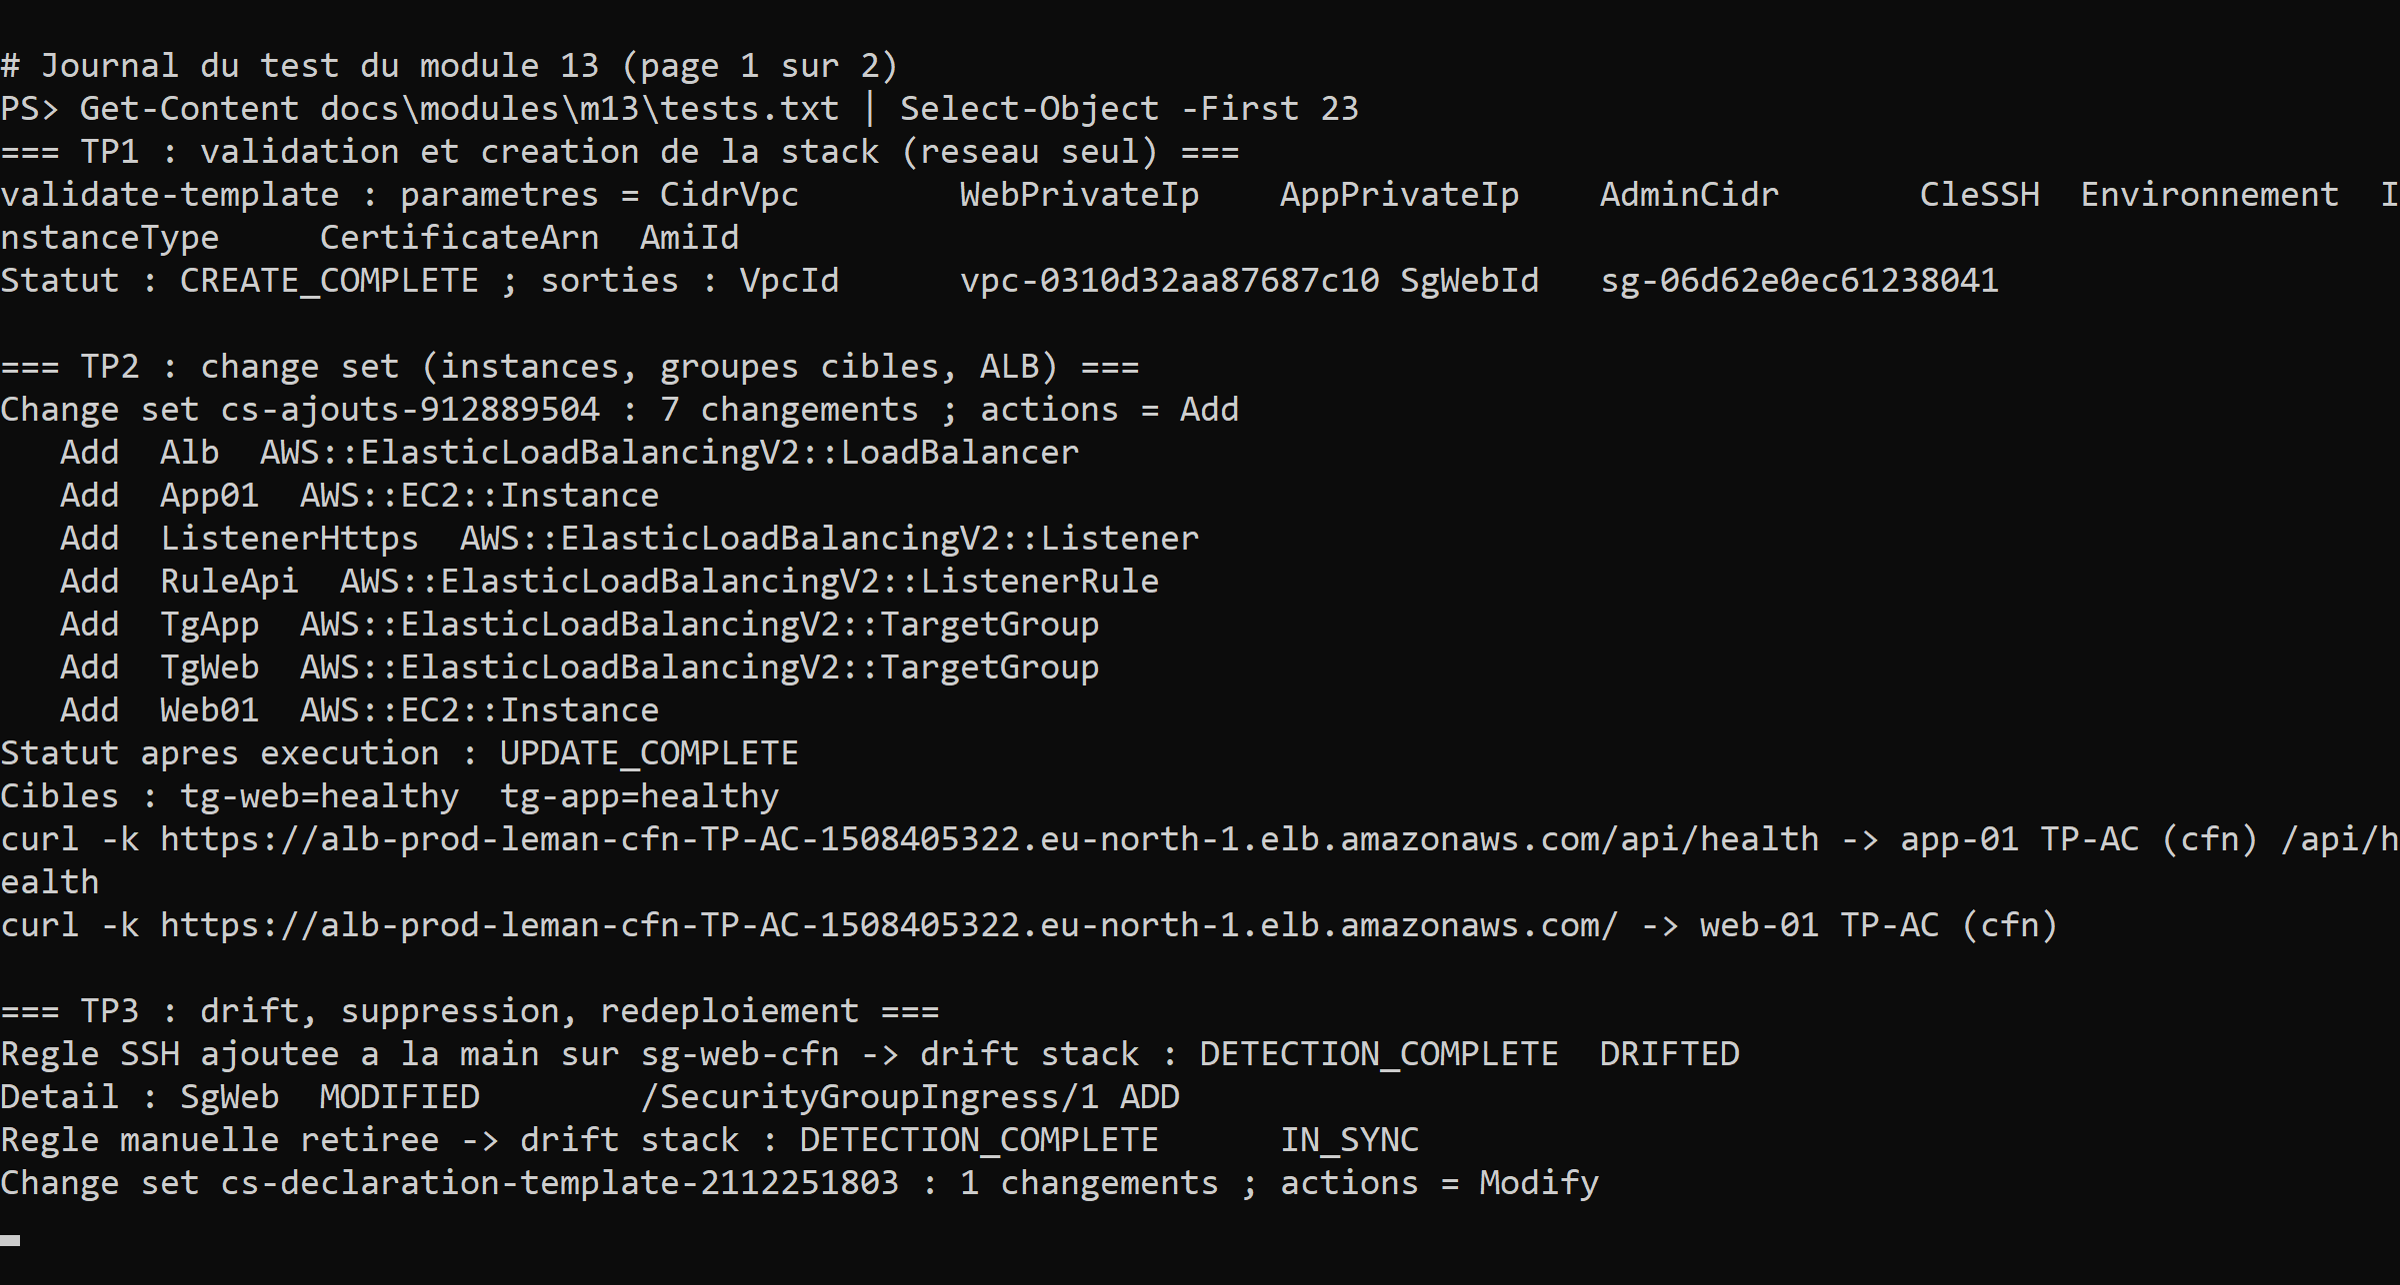 # Journal du test du module 13 (page 1 sur 2)
PS> Get-Content docs\modules\m13\tests.txt | Select-Object -First 23
=== TP1 : validation et creation de la stack (reseau seul) ===
validate-template : parametres = CidrVpc        WebPrivateIp    AppPrivateIp    AdminCidr       CleSSH  Environnement  I
nstanceType     CertificateArn  AmiId
Statut : CREATE_COMPLETE ; sorties : VpcId      vpc-0310d32aa87687c10 SgWebId   sg-06d62e0ec61238041

=== TP2 : change set (instances, groupes cibles, ALB) ===
Change set cs-ajouts-912889504 : 7 changements ; actions = Add
   Add  Alb  AWS::ElasticLoadBalancingV2::LoadBalancer
   Add  App01  AWS::EC2::Instance
   Add  ListenerHttps  AWS::ElasticLoadBalancingV2::Listener
   Add  RuleApi  AWS::ElasticLoadBalancingV2::ListenerRule
   Add  TgApp  AWS::ElasticLoadBalancingV2::TargetGroup
   Add  TgWeb  AWS::ElasticLoadBalancingV2::TargetGroup
   Add  Web01  AWS::EC2::Instance
Statut apres execution : UPDATE_COMPLETE
Cibles : tg-web=healthy  tg-app=healthy
curl -k https://alb-prod-leman-cfn-TP-AC-1508405322.eu-north-1.elb.amazonaws.com/api/health -> app-01 TP-AC (cfn) /api/h
ealth
curl -k https://alb-prod-leman-cfn-TP-AC-1508405322.eu-north-1.elb.amazonaws.com/ -> web-01 TP-AC (cfn)

=== TP3 : drift, suppression, redeploiement ===
Regle SSH ajoutee a la main sur sg-web-cfn -> drift stack : DETECTION_COMPLETE  DRIFTED
Detail : SgWeb  MODIFIED        /SecurityGroupIngress/1 ADD
Regle manuelle retiree -> drift stack : DETECTION_COMPLETE      IN_SYNC
Change set cs-declaration-template-2112251803 : 1 changements ; actions = Modify